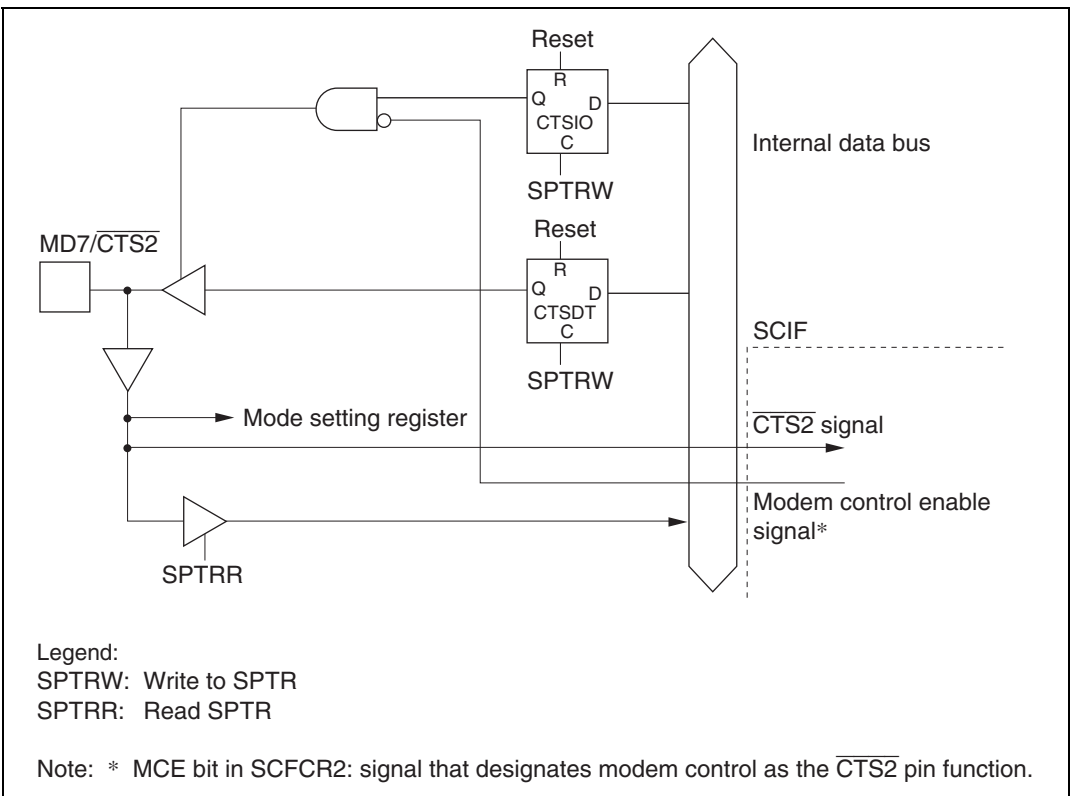 Reset
R
Q D
CTSIO
C
SPTRW
Internal data bus
Reset
R
Q D
CTSDT
C
SPTRW
MD7/CTS2
SCIF
Mode setting register
CTS2 signal
Modem control enable
signal*
SPTRR
Legend:
SPTRW: Write to SPTR
SPTRR: Read SPTR
Note: * MCE bit in SCFCR2: signal that designates modem control as the CTS2 pin function.